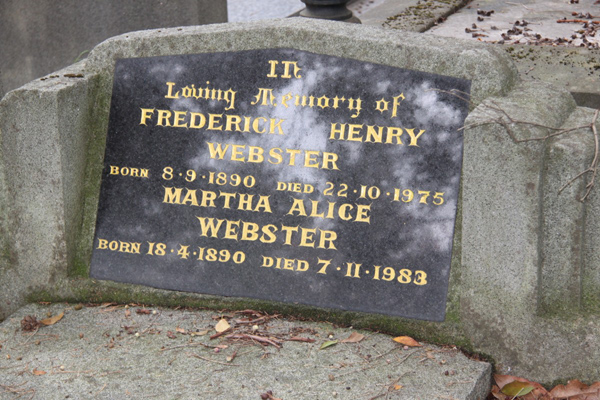 In
Loving Memory of
FREDERICK HENRY
WEBSTER
BORN 8·9·1890 DIED 22·10·1975
MARTHA ALICE
WEBSTER
BORN 18·4·1890 DIED 7·11·1983